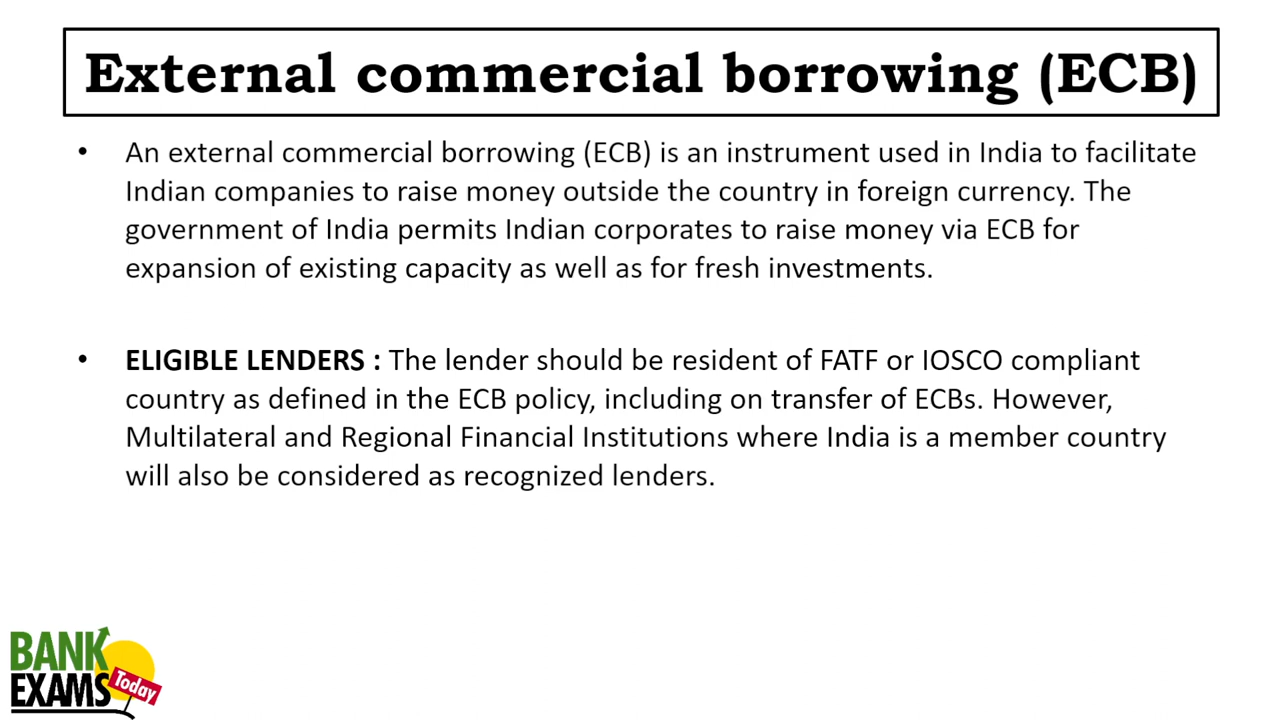 External commercial borrowing (ECB)
• An external commercial borrowing (ECB) is an instrument used in India to facilitate
Indian companies to raise money outside the country in foreign currency. The
government of India permits Indian corporates to raise money via ECB for
expansion of existing capacity as well as for fresh investments.
• ELIGIBLE LENDERS : The lender should be resident of FATF or IOSCO compliant
country as defined in the ECB policy, including on transfer of ECBs. However,
Multilateral and Regional Financial Institutions where India is a member country
will also be considered as recognized lenders.
BANK
EXAMS
Today